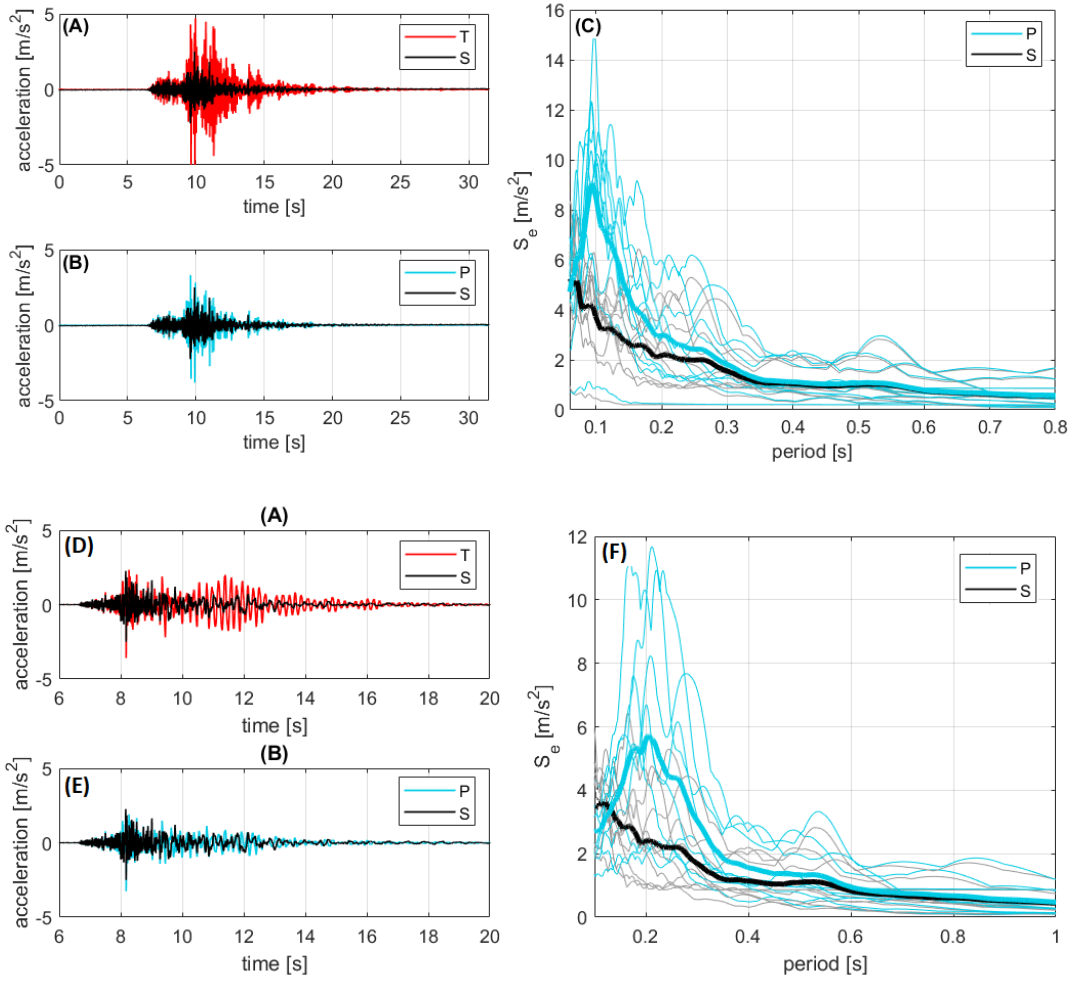 (A)
T
S
acceleration [m/s²]
5
0
-5
0 5 10 15 20 25 30
time [s]
(B)
P
S
acceleration [m/s²]
5
0
-5
0 5 10 15 20 25 30
time [s]
(C)
P
S
S_e [m/s²]
16
14
12
10
8
6
4
2
0
0.1 0.2 0.3 0.4 0.5 0.6 0.7 0.8
period [s]
(A)
(D)
T
S
acceleration [m/s²]
5
0
-5
6 8 10 12 14 16 18 20
time [s]
(B)
(E)
P
S
acceleration [m/s²]
5
0
-5
6 8 10 12 14 16 18 20
time [s]
(F)
P
S
S_e [m/s²]
12
10
8
6
4
2
0
0.2 0.4 0.6 0.8 1
period [s]